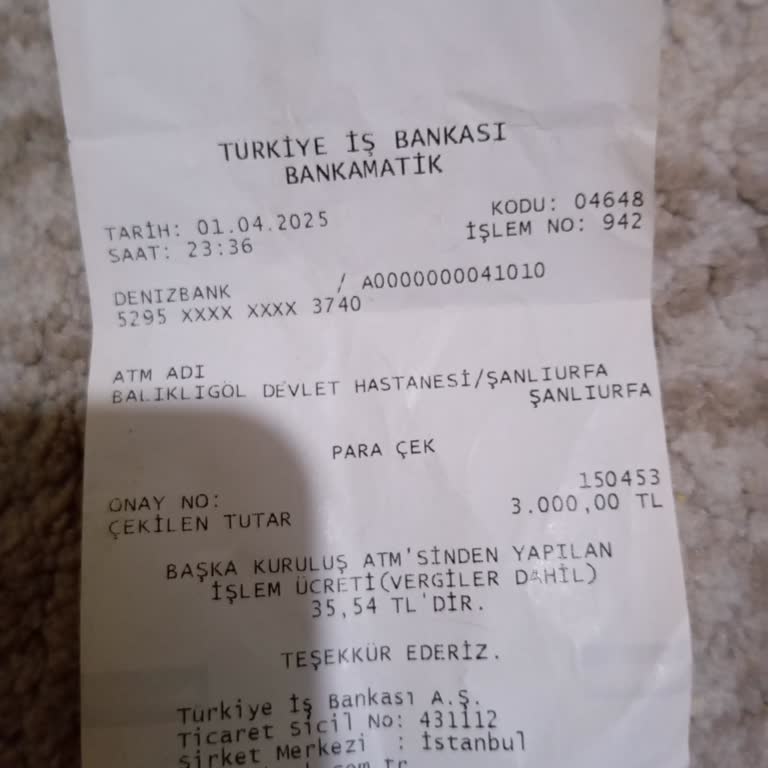 TÜRKİYE İŞ BANKASI
BANKAMATİK
TARİH: 01.04.2025 KODU: 04648
SAAT: 23:36 İŞLEM NO: 942
DENIZBANK / A0000000041010
5295 XXXX XXXX 3740
ATM ADI
BALIKLIGÖL DEVLET HASTANESİ/ŞANLIURFA
ŞANLIURFA
PARA ÇEK
ONAY NO: 150453
ÇEKİLEN TUTAR 3.000,00 TL
BAŞKA KURULUŞ ATM'SİNDEN YAPILAN
İŞLEM ÜCRETİ(VERGİLER DAHİL)
35,54 TL'DİR.
TEŞEKKÜR EDERİZ.
Türkiye İş Bankası A.Ş.
Ticaret Sicil No: 431112
Şirket Merkezi : İstanbul